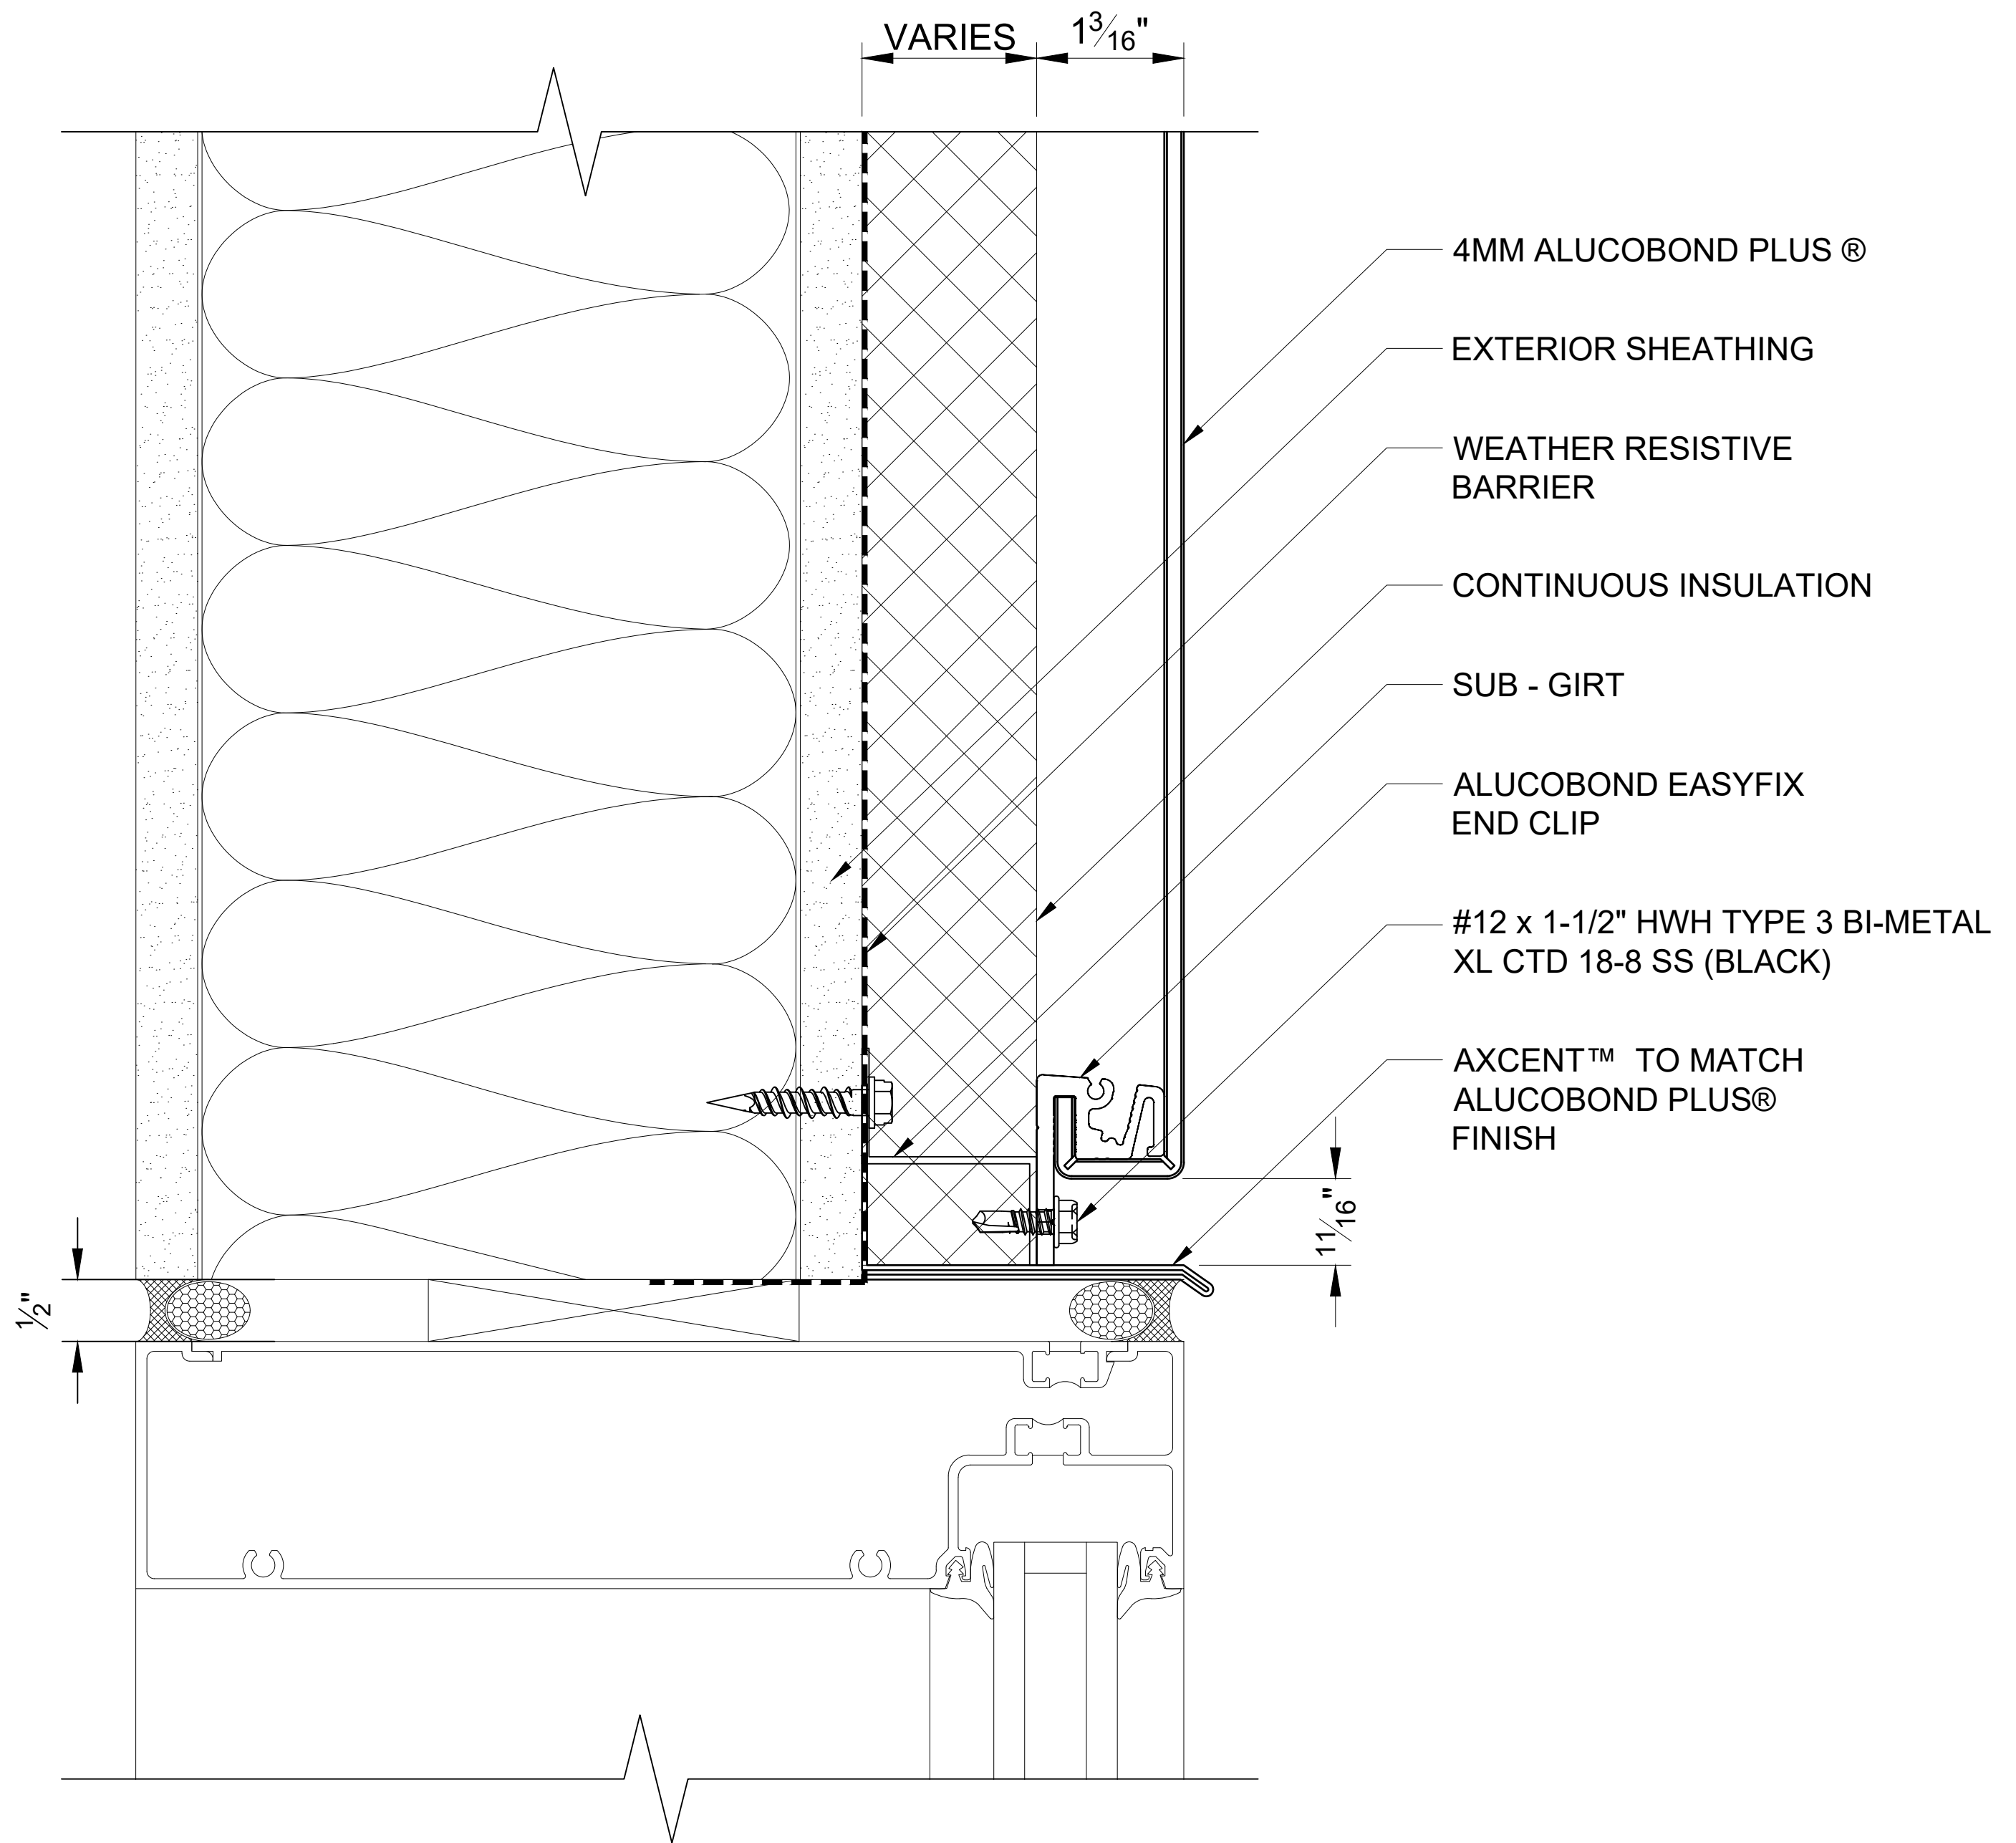 VARIES
1 3/16"
4MM ALUCOBOND PLUS ®
EXTERIOR SHEATHING
WEATHER RESISTIVE
BARRIER
CONTINUOUS INSULATION
SUB - GIRT
ALUCOBOND EASYFIX
END CLIP
#12 x 1-1/2" HWH TYPE 3 BI-METAL
XL CTD 18-8 SS (BLACK)
AXCENT™ TO MATCH
ALUCOBOND PLUS®
FINISH
11/16"
1/2"